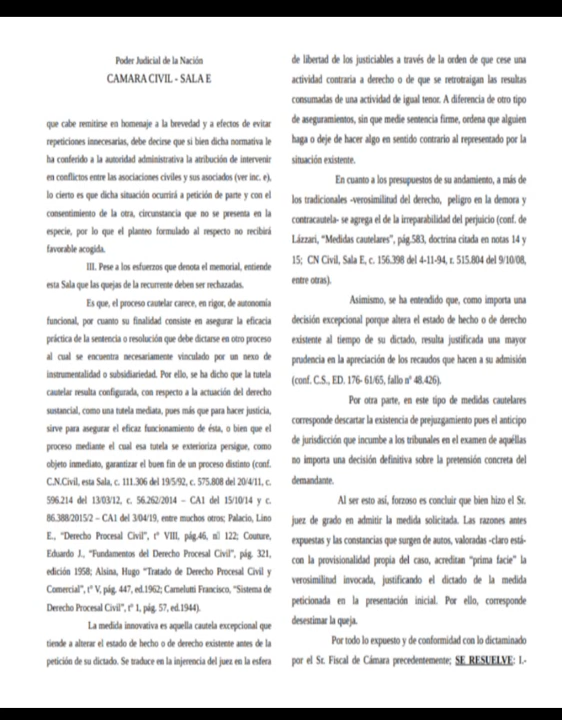 Poder Judicial de la Nación
CAMARA CIVIL - SALA E
que cabe remitirse en homenaje a la brevedad y a efectos de evitar
repeticiones innecesarias, debe decirse que si bien dicha normativa le
ha conferido a la autoridad administrativa la atribución de intervenir
en conflictos entre las asociaciones civiles y sus asociados (ver inc. e),
lo cierto es que dicha situación ocurrirá a petición de parte y con el
consentimiento de la otra, circunstancia que no se presenta en la
especie, por lo que el planteo formulado al respecto no recibirá
favorable acogida.
III. Pese a los esfuerzos que denota el memorial, entiende
esta Sala que las quejas de la recurrente deben ser rechazadas.
Es que, el proceso cautelar carece, en rigor, de autonomía
funcional, por cuanto su finalidad consiste en asegurar la eficacia
práctica de la sentencia o resolución que debe dictarse en otro proceso
al cual se encuentra necesariamente vinculado por un nexo de
instrumentalidad o subsidiariedad. Por ello, se ha dicho que la tutela
cautelar resulta configurada, con respecto a la actuación del derecho
sustancial, como una tutela mediata, pues más que para hacer justicia,
sirve para asegurar el eficaz funcionamiento de ésta, o bien que el
proceso mediante el cual esa tutela se exterioriza persigue, como
objeto inmediato, garantizar el buen fin de un proceso distinto (conf.
C.N.Civil, esta Sala, c. 111.306 del 19/5/92, c. 575.808 del 20/4/11, c.
596.214 del 13/03/12, c. 56.262/2014 – CA1 del 15/10/14 y c.
86.388/2015/2 – CA1 del 3/04/19, entre muchos otros; Palacio, Lino
E., "Derecho Procesal Civil", t° VIII, pág.46, n° 122; Couture,
Eduardo J., "Fundamentos del Derecho Procesal Civil", pág. 321,
edición 1958; Alsina, Hugo "Tratado de Derecho Procesal Civil y
Comercial", t° V, pág. 447, ed.1962; Carnelutti Francisco, "Sistema de
Derecho Procesal Civil", t° 1, pág. 57, ed.1944).
La medida innovativa es aquella cautela excepcional que
tiende a alterar el estado de hecho o de derecho existente antes de la
petición de su dictado. Se traduce en la injerencia del juez en la esfera
de libertad de los justiciables a través de la orden de que cese una
actividad contraria a derecho o de que se retrotraigan las resultas
consumadas de una actividad de igual tenor. A diferencia de otro tipo
de aseguramientos, sin que medie sentencia firme, ordena que alguien
haga o deje de hacer algo en sentido contrario al representado por la
situación existente.
En cuanto a los presupuestos de su andamiento, a más de
los tradicionales -verosimilitud del derecho, peligro en la demora y
contracautela- se agrega el de la irreparabilidad del perjuicio (conf. de
Lázzari, "Medidas cautelares", pág.583, doctrina citada en notas 14 y
15; CN Civil, Sala E, c. 156.398 del 4-11-94, r. 515.804 del 9/10/08,
entre otras).
Asimismo, se ha entendido que, como importa una
decisión excepcional porque altera el estado de hecho o de derecho
existente al tiempo de su dictado, resulta justificada una mayor
prudencia en la apreciación de los recaudos que hacen a su admisión
(conf. C.S., ED. 176- 61/65, fallo n° 48.426).
Por otra parte, en este tipo de medidas cautelares
corresponde descartar la existencia de prejuzgamiento pues el anticipo
de jurisdicción que incumbe a los tribunales en el examen de aquéllas
no importa una decisión definitiva sobre la pretensión concreta del
demandante.
Al ser esto así, forzoso es concluir que bien hizo el Sr.
juez de grado en admitir la medida solicitada. Las razones antes
expuestas y las constancias que surgen de autos, valoradas -claro está-
con la provisionalidad propia del caso, acreditan "prima facie" la
verosimilitud invocada, justificando el dictado de la medida
peticionada en la presentación inicial. Por ello, corresponde
desestimar la queja.
Por todo lo expuesto y de conformidad con lo dictaminado
por el Sr. Fiscal de Cámara precedentemente; SE RESUELVE: I.-